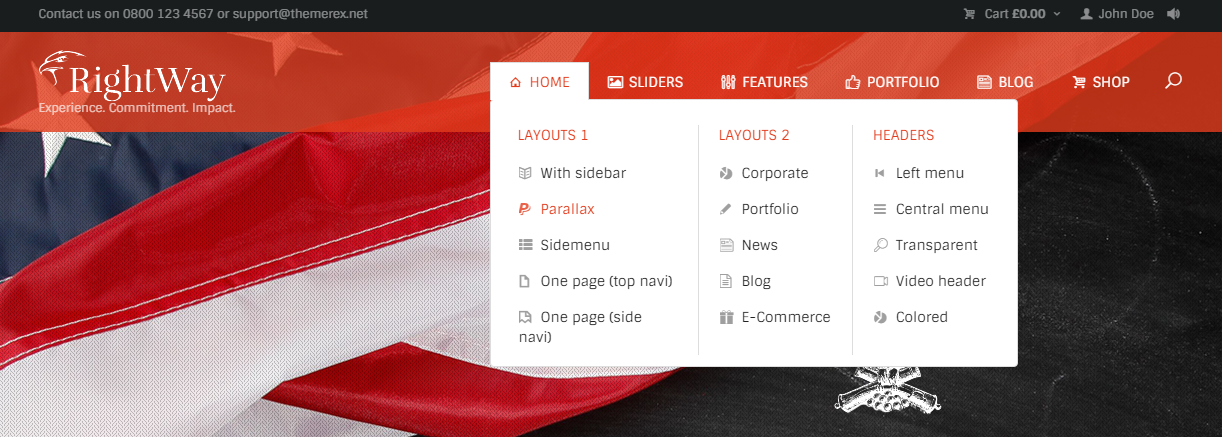 Contact us on 0800 123 4567 or support@themerex.net
Cart £0.00
John Doe
RightWay
Experience. Commitment. Impact.
HOME
SLIDERS
FEATURES
PORTFOLIO
BLOG
SHOP
LAYOUTS 1
With sidebar
Parallax
Sidemenu
One page (top navi)
One page (side
navi)
LAYOUTS 2
Corporate
Portfolio
News
Blog
E-Commerce
HEADERS
Left menu
Central menu
Transparent
Video header
Colored